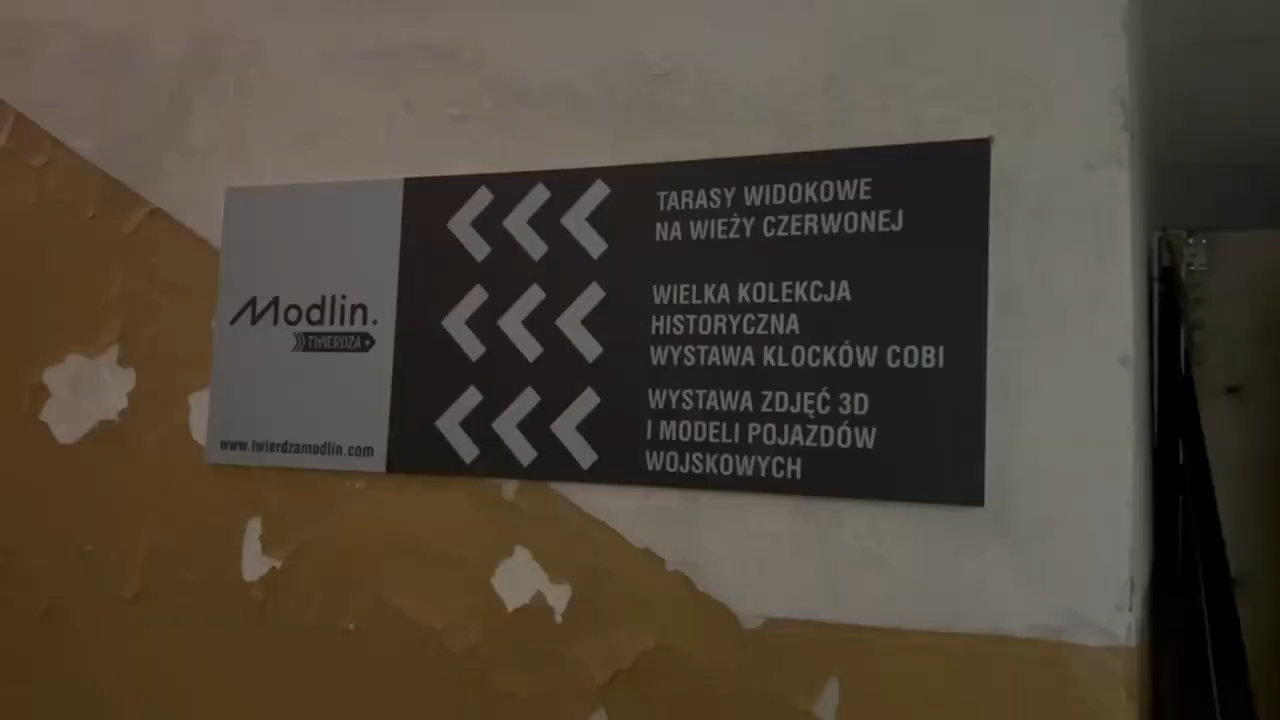 Modlin.
TWIERDZA
www.twierdzamodlin.com
TARASY WIDOKOWE
NA WIEŻY CZERWONEJ
WIELKA KOLEKCJA
HISTORYCZNA
WYSTAWA KLOCKÓW COBI
WYSTAWA ZDJĘĆ 3D
I MODELI POJAZDÓW
WOJSKOWYCH